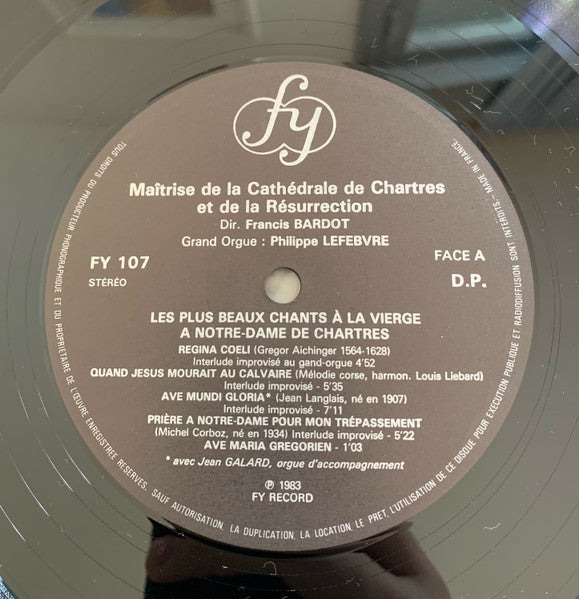 fy
Maîtrise de la Cathédrale de Chartres
et de la Résurrection
Dir. Francis BARDOT
Grand Orgue : Philippe LEFEBVRE
FY 107
STÉRÉO
FACE A
D.P.
LES PLUS BEAUX CHANTS À LA VIERGE
A NOTRE-DAME DE CHARTRES
REGINA COELI (Gregor Aichinger 1564-1628)
Interlude improvisé au gand-orgue 4'52
QUAND JESUS MOURAIT AU CALVAIRE (Mélodie corse, harmon. Louis Liebard)
Interlude improvisé - 5'35
AVE MUNDI GLORIA* (Jean Langlais, né en 1907)
Interlude improvisé - 7'11
PRIÈRE A NOTRE-DAME POUR MON TRÉPASSEMENT
(Michel Corboz, né en 1934) Interlude improvisé - 5'22
AVE MARIA GREGORIEN - 1'03
* avec Jean GALARD, orgue d'accompagnement
℗ 1983
FY RECORD
TOUS DROITS DU PRODUCTEUR PHONOGRAPHIQUE ET DU PROPRIETAIRE DE L'ŒUVRE ENREGISTREE RESERVES. SAUF AUTORISATION, LA DUPLICATION, LA LOCATION, LE PRET, L'UTILISATION DE CE DISQUE POUR EXECUTION PUBLIQUE ET RADIODIFFUSION SONT INTERDITS - MADE IN FRANCE.